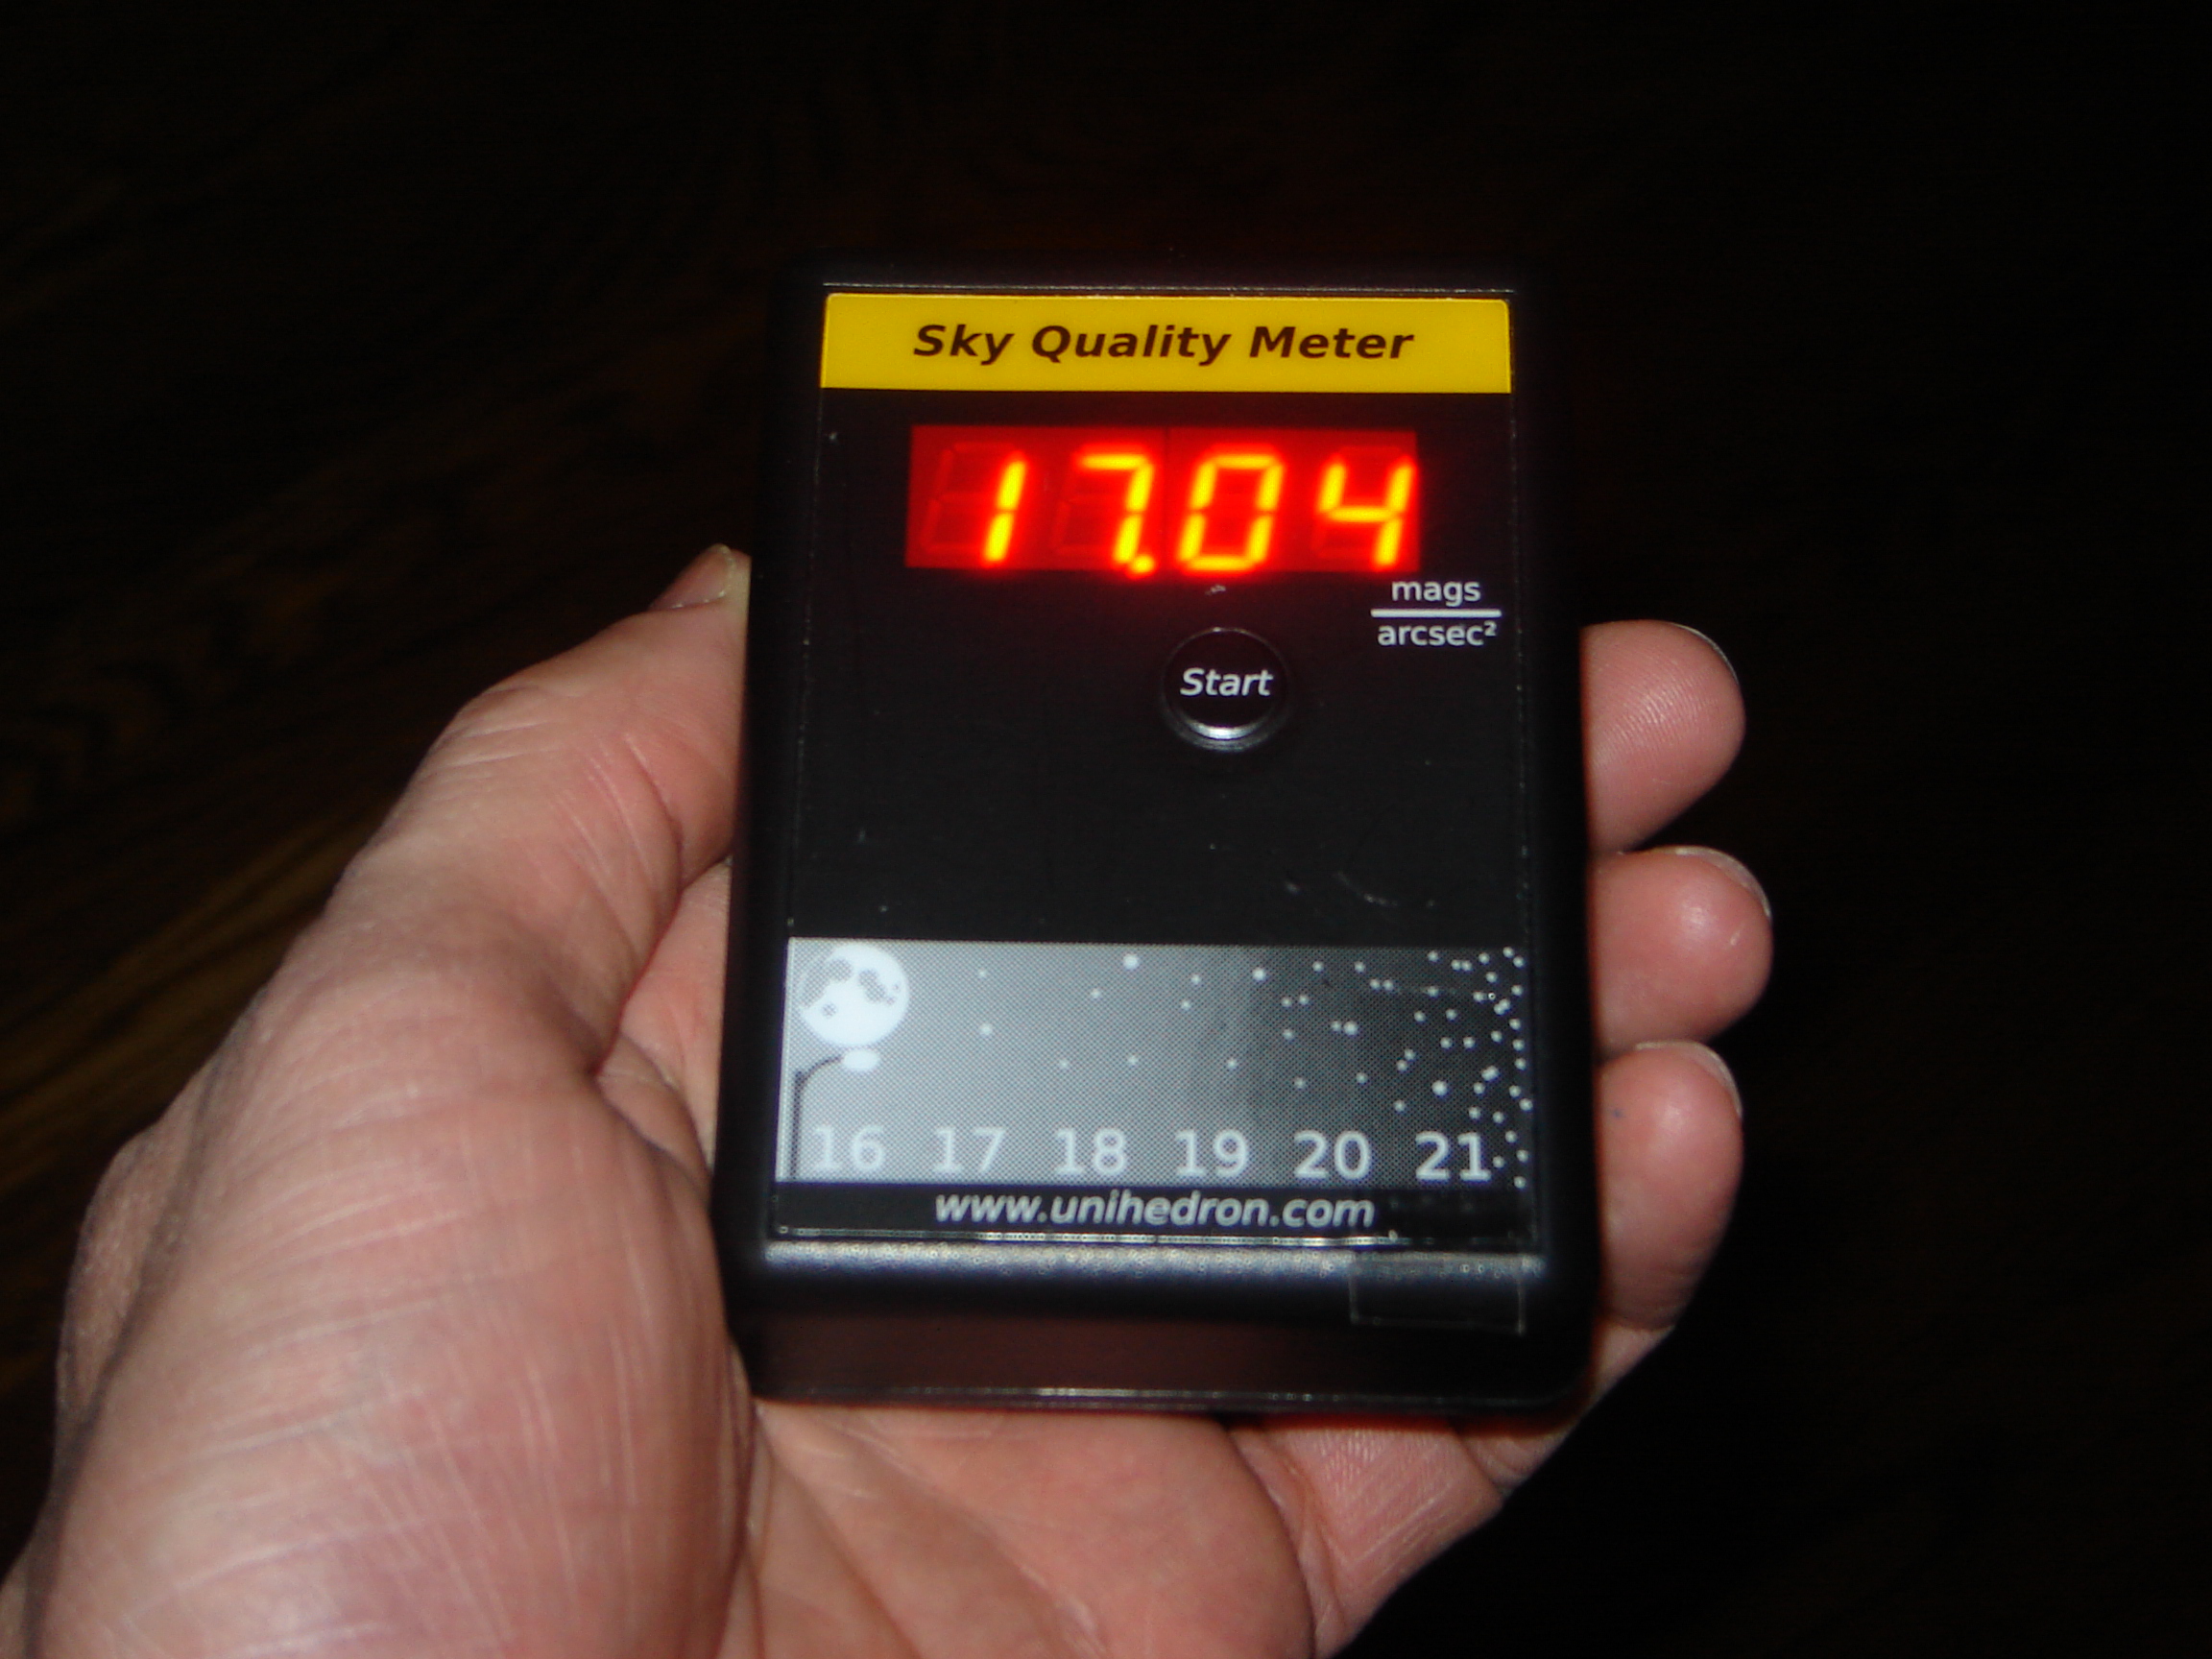 Sky Quality Meter
17.04
mags
arcsec²
Start
16 17 18 19 20 21
www.unihedron.com